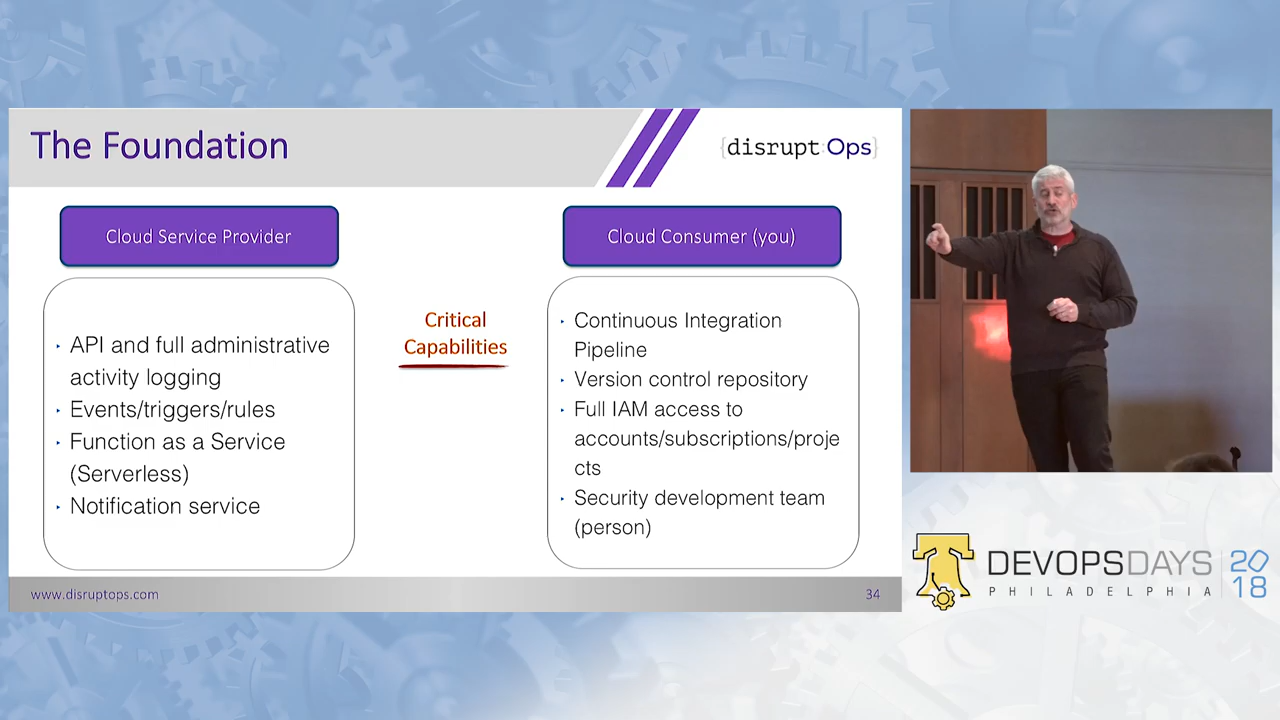 The Foundation
{disrupt:Ops}
Cloud Service Provider
API and full administrative
activity logging
Events/triggers/rules
Function as a Service
(Serverless)
Notification service
Critical
Capabilities
Cloud Consumer (you)
Continuous Integration
Pipeline
Version control repository
Full IAM access to
accounts/subscriptions/proje
cts
Security development team
(person)
www.disruptops.com
34
DEVOPSDAYS
PHILADELPHIA
20
18